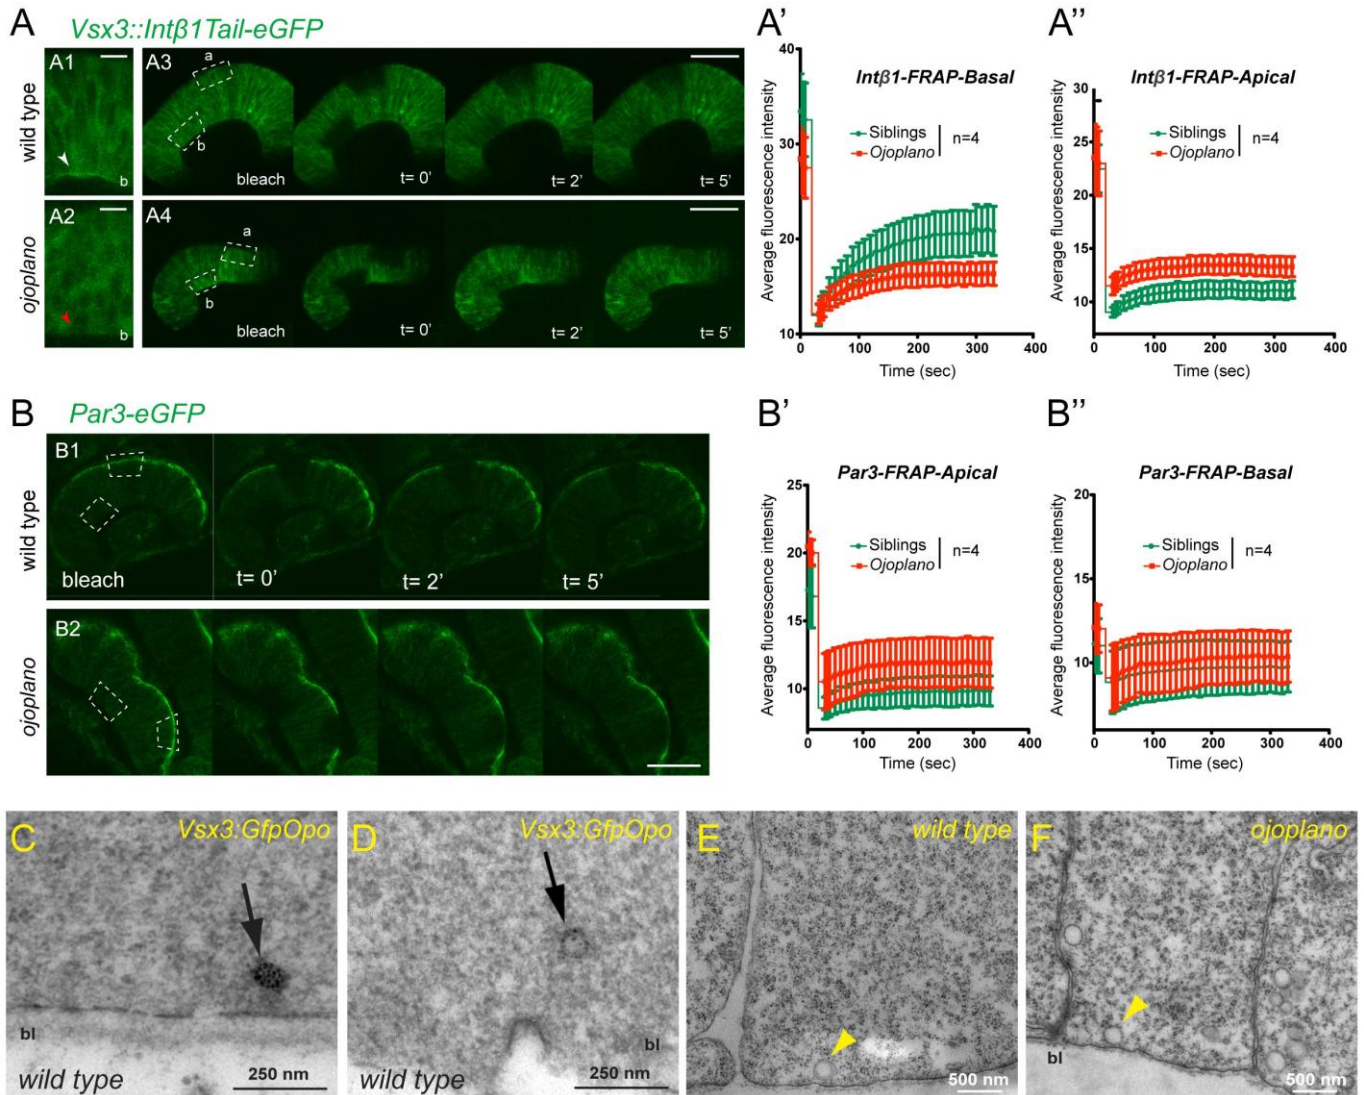 A
Vsx3::Intβ1Tail-eGFP
wild type
A1
b
A3
a
b
bleach
t= 0’
t= 2’
t= 5’
ojoplano
A2
b
A4
a
b
bleach
t= 0’
t= 2’
t= 5’
A’
Intβ1-FRAP-Basal
Siblings
Ojoplano
n=4
Average fluorescence intensity
40
30
20
10
0
100
200
300
400
Time (sec)
A’’
Intβ1-FRAP-Apical
Siblings
Ojoplano
n=4
Average fluorescence intensity
30
25
20
15
10
0
100
200
300
400
Time (sec)
B
Par3-eGFP
wild type
B1
bleach
t= 0’
t= 2’
t= 5’
ojoplano
B2
B’
Par3-FRAP-Apical
Siblings
Ojoplano
n=4
Average fluorescence intensity
25
20
15
10
0
100
200
300
400
Time (sec)
B’’
Par3-FRAP-Basal
Siblings
Ojoplano
n=4
Average fluorescence intensity
20
15
10
0
100
200
300
400
Time (sec)
C
Vsx3:GfpOpo
bl
wild type
250 nm
D
Vsx3:GfpOpo
bl
wild type
250 nm
E
wild type
500 nm
F
ojoplano
bl
500 nm